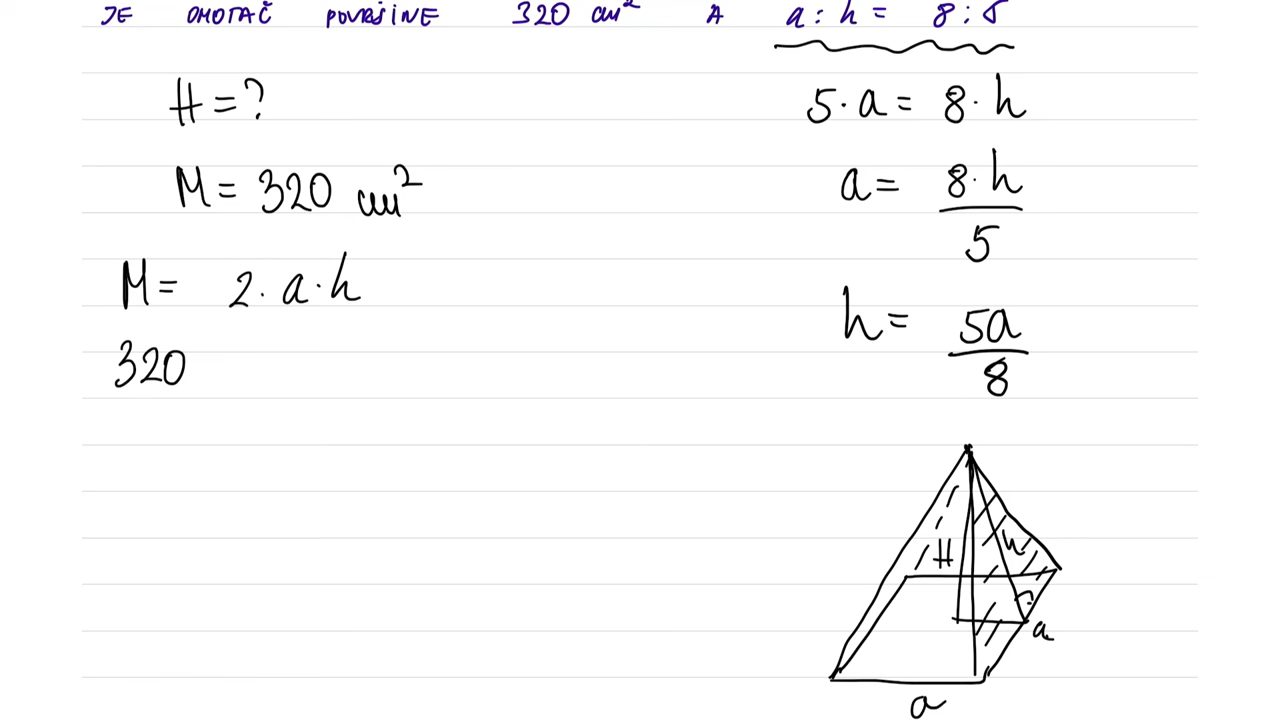 JE OMOTAČ POVRŠINE 320 cm² A a : h = 8 : 5
H = ?
5 · a = 8 · h
M = 320 cm²
a = 8 · h / 5
M = 2 · a · h
h = 5a / 8
320
H h
a
a